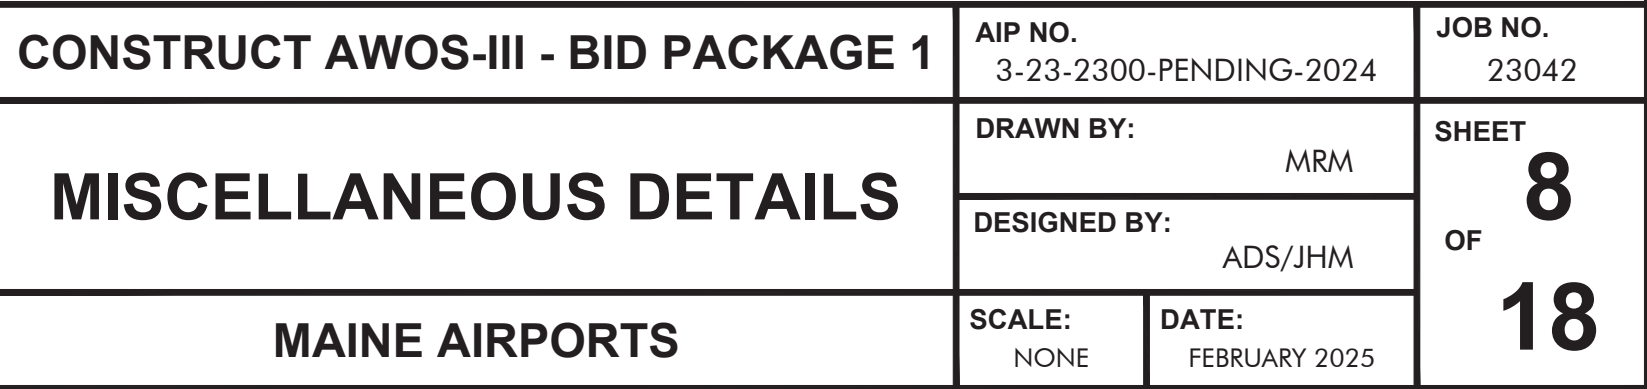 CONSTRUCT AWOS-III - BID PACKAGE 1
AIP NO.
3-23-2300-PENDING-2024
JOB NO.
23042
MISCELLANEOUS DETAILS
DRAWN BY:
MRM
DESIGNED BY:
ADS/JHM
SHEET
8
OF
18
MAINE AIRPORTS
SCALE:
NONE
DATE:
FEBRUARY 2025